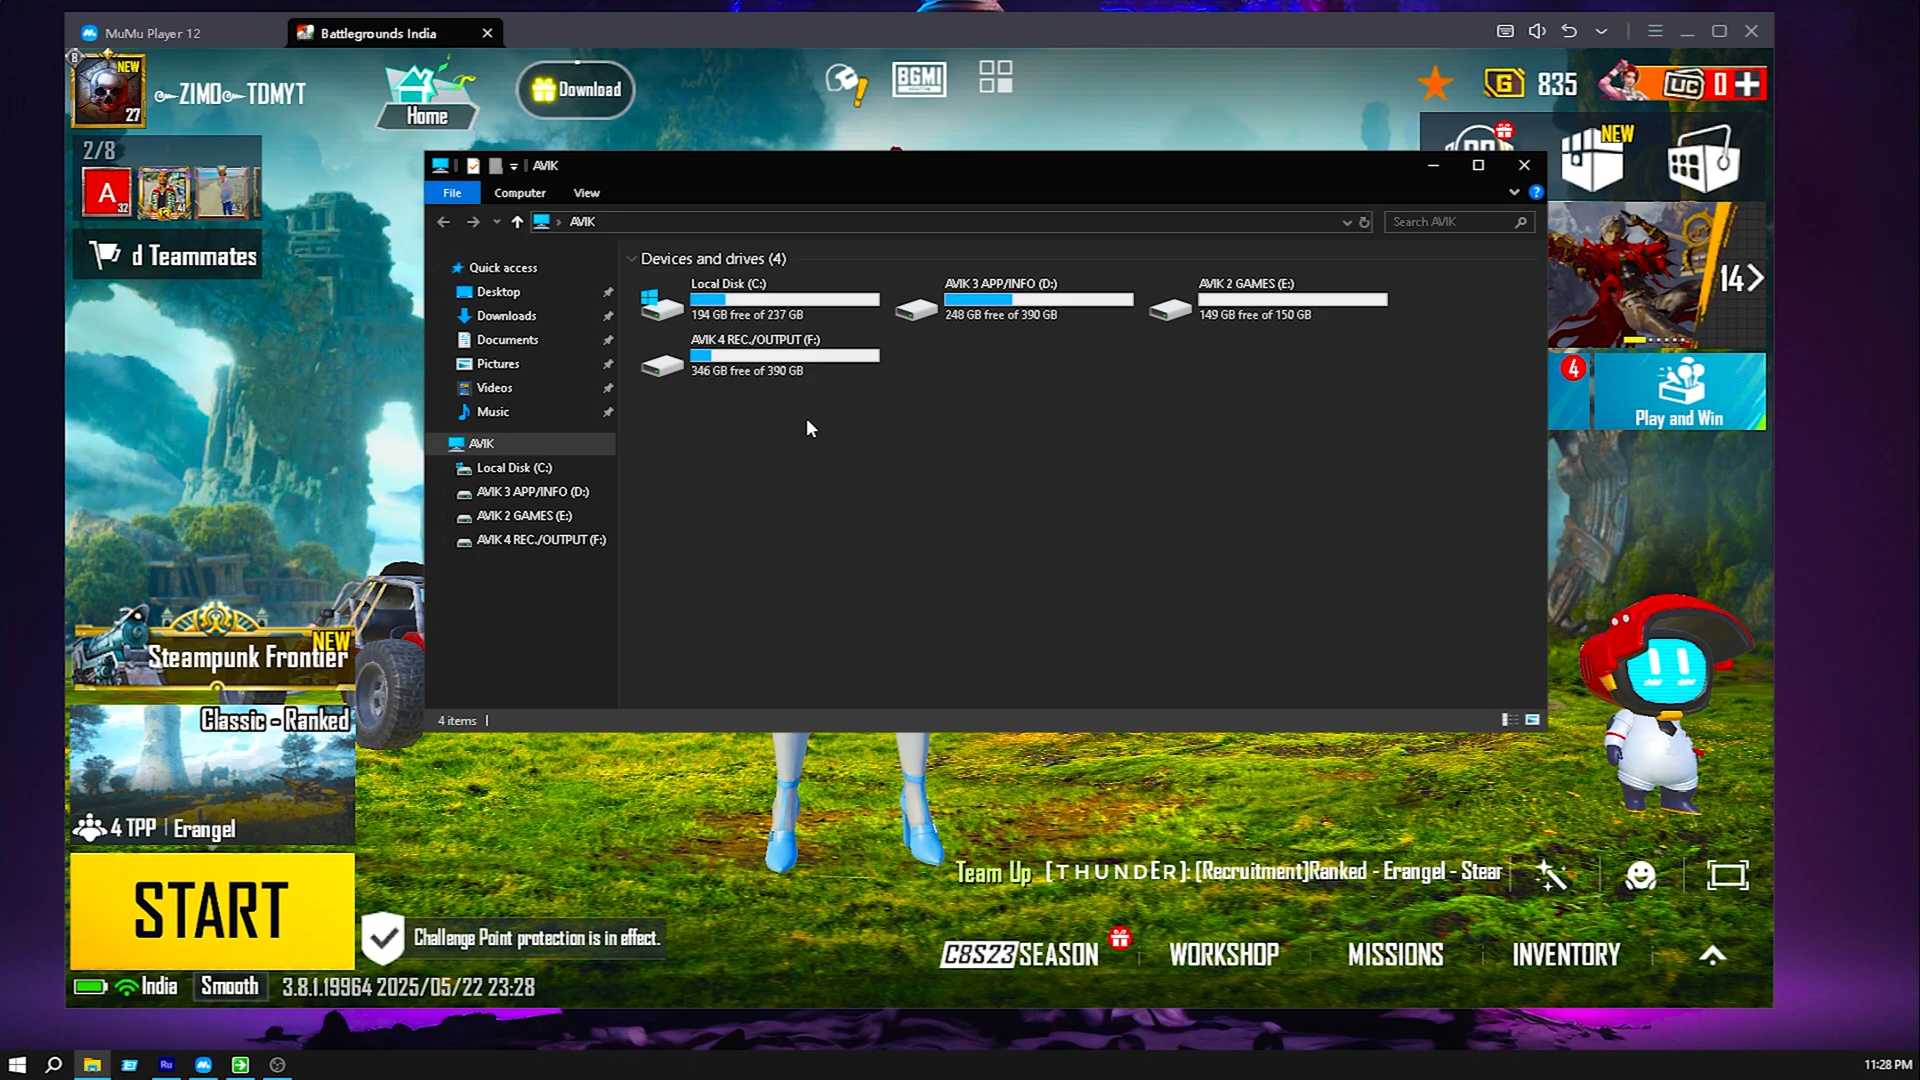 MuMu Player 12
Battlegrounds India
NEW
27
ZIMO
TDMYT
Home
Download
BGMI
G 835
UC 0
2/8
A
32
41
43
d Teammates
NEW
14
4
Play and Win
AVIK
File Computer View
AVIK
Search AVIK
Quick access
Desktop
Downloads
Documents
Pictures
Videos
Music
AVIK
Local Disk (C:)
AVIK 3 APP/INFO (D:)
AVIK 2 GAMES (E:)
AVIK 4 REC./OUTPUT (F:)
Devices and drives (4)
Local Disk (C:)
194 GB free of 237 GB
AVIK 3 APP/INFO (D:)
248 GB free of 390 GB
AVIK 2 GAMES (E:)
149 GB free of 150 GB
AVIK 4 REC./OUTPUT (F:)
346 GB free of 390 GB
4 items
NEW
Steampunk Frontier
Classic - Ranked
4 TPP | Erangel
START
Challenge Point protection is in effect.
Team Up [THUNDER]: [Recruitment]Ranked - Erangel - Stear
C8S23 SEASON WORKSHOP MISSIONS INVENTORY
India Smooth 3.8.1.19964 2025/05/22 23:28
Ru
11:28 PM